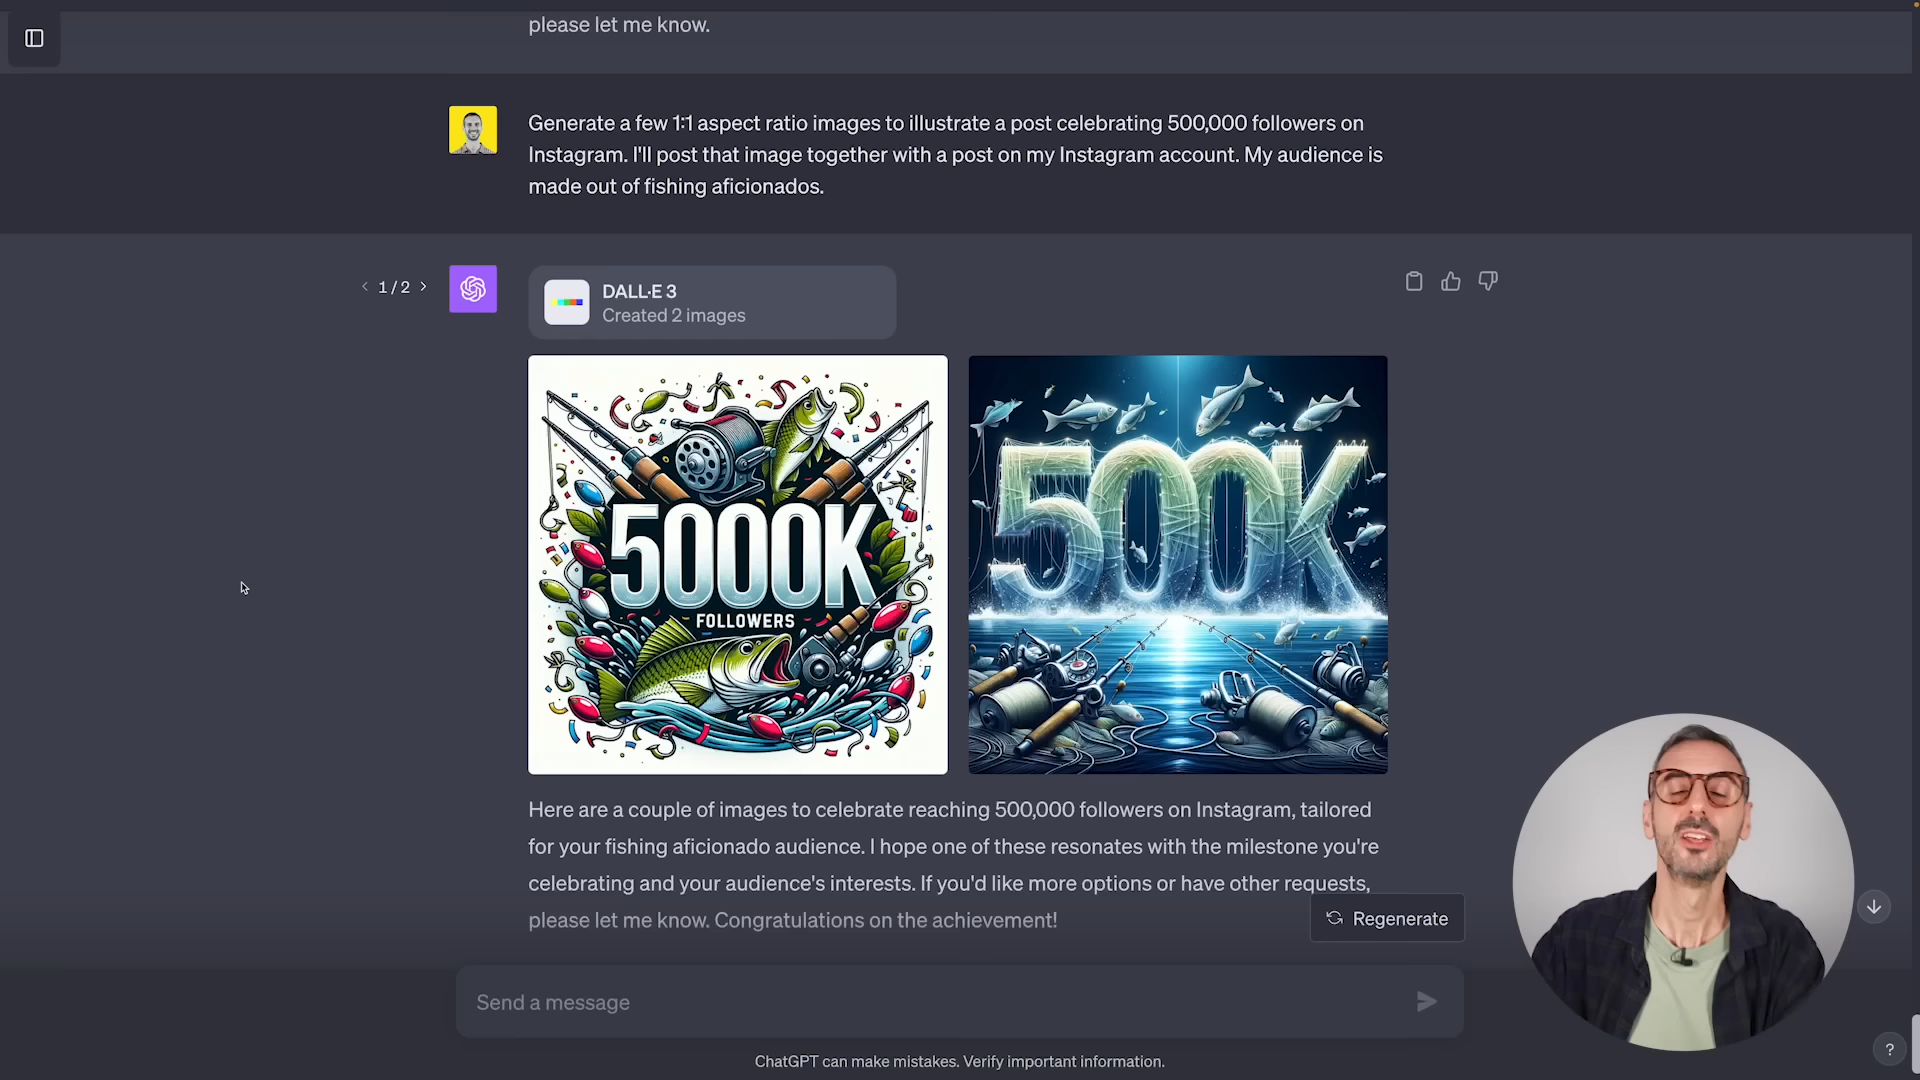 please let me know.
Generate a few 1:1 aspect ratio images to illustrate a post celebrating 500,000 followers on
Instagram. I'll post that image together with a post on my Instagram account. My audience is
made out of fishing aficionados.
1 / 2
DALL·E 3
Created 2 images
5000K
FOLLOWERS
500K
Here are a couple of images to celebrate reaching 500,000 followers on Instagram, tailored
for your fishing aficionado audience. I hope one of these resonates with the milestone you're
celebrating and your audience's interests. If you'd like more options or have other requests,
please let me know. Congratulations on the achievement!
Regenerate
Send a message
ChatGPT can make mistakes. Verify important information.
?